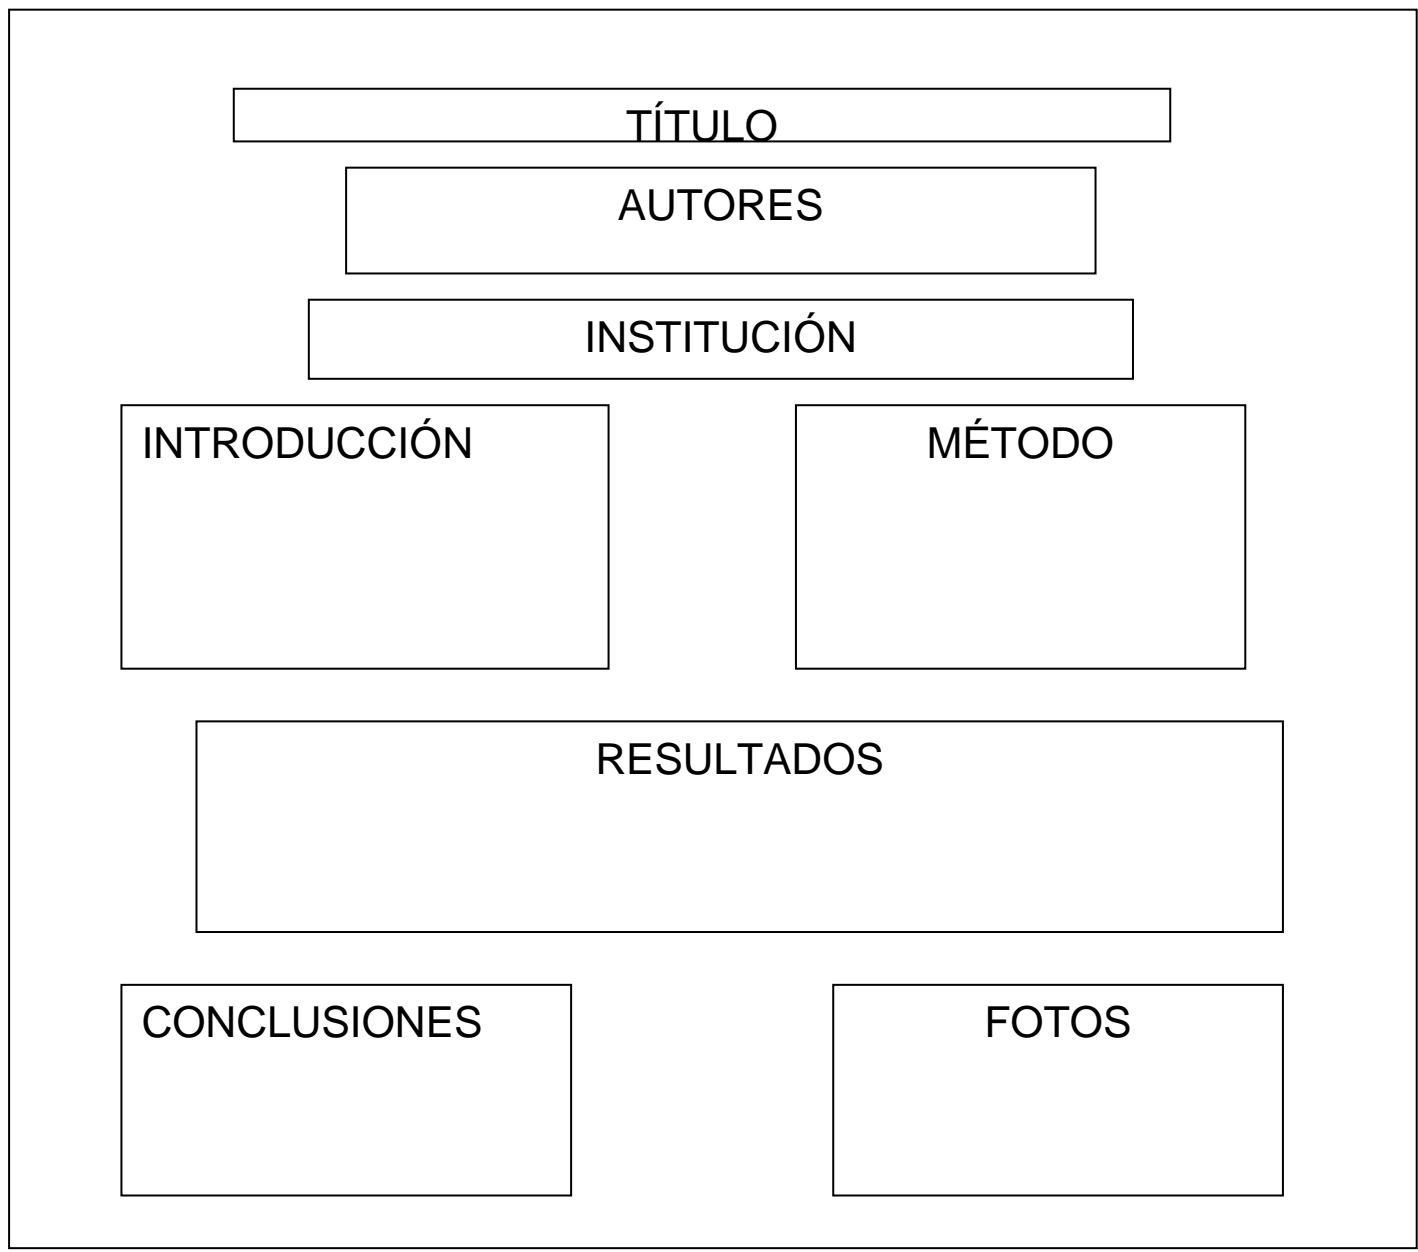 TÍTULO
AUTORES
INSTITUCIÓN
INTRODUCCIÓN
MÉTODO
RESULTADOS
CONCLUSIONES
FOTOS